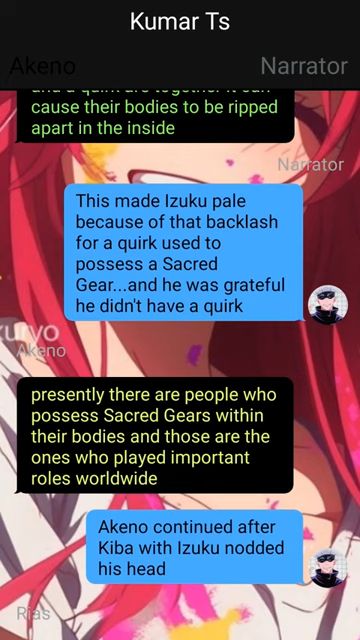 Kumar Ts
Akeno
Narrator
and a quirk are together it can
cause their bodies to be ripped
apart in the inside
Narrator
This made Izuku pale
because of that backlash
for a quirk used to
possess a Sacred
Gear...and he was grateful
he didn't have a quirk
kuryo
Akeno
presently there are people who
possess Sacred Gears within
their bodies and those are the
ones who played important
roles worldwide
Akeno continued after
Kiba with Izuku nodded
his head
Rias